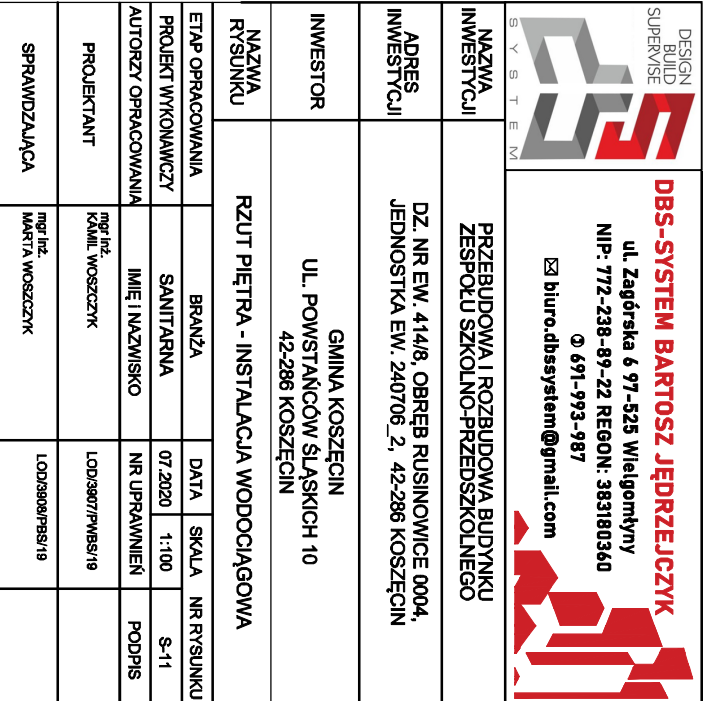 DESIGN
BUILD
SUPERVISE
SYSTEM
DBS-SYSTEM BARTOSZ JĘDRZEJCZYK
ul. Zagórska 6 97-525 Wielgomłyny
NIP: 772-238-89-22 REGON: 383180360
✆ 691-993-987
✉ biuro.dbssystem@gmail.com
NAZWA
INWESTYCJI
PRZEBUDOWA I ROZBUDOWA BUDYNKU
ZESPOŁU SZKOLNO-PRZEDSZKOLNEGO
ADRES
INWESTYCJI
DZ. NR EW. 414/8, OBRĘB RUSINOWICE 0004,
JEDNOSTKA EW. 240706_2, 42-286 KOSZĘCIN
INWESTOR
GMINA KOSZĘCIN
UL. POWSTAŃCÓW ŚLĄSKICH 10
42-286 KOSZĘCIN
NAZWA
RYSUNKU
RZUT PIĘTRA - INSTALACJA WODOCIĄGOWA
ETAP OPRACOWANIA BRANŻA DATA SKALA NR RYSUNKU
PROJEKT WYKONAWCZY SANITARNA 07.2020 1:100 S-11
AUTORZY OPRACOWANIA IMIĘ i NAZWISKO NR UPRAWNIEŃ PODPIS
PROJEKTANT mgr inż.
KAMIL WOSZCZYK LOD/3907/PWBS/19
SPRAWDZAJĄCA mgr inż.
MARTA WOSZCZYK LOD/3908/PBS/19